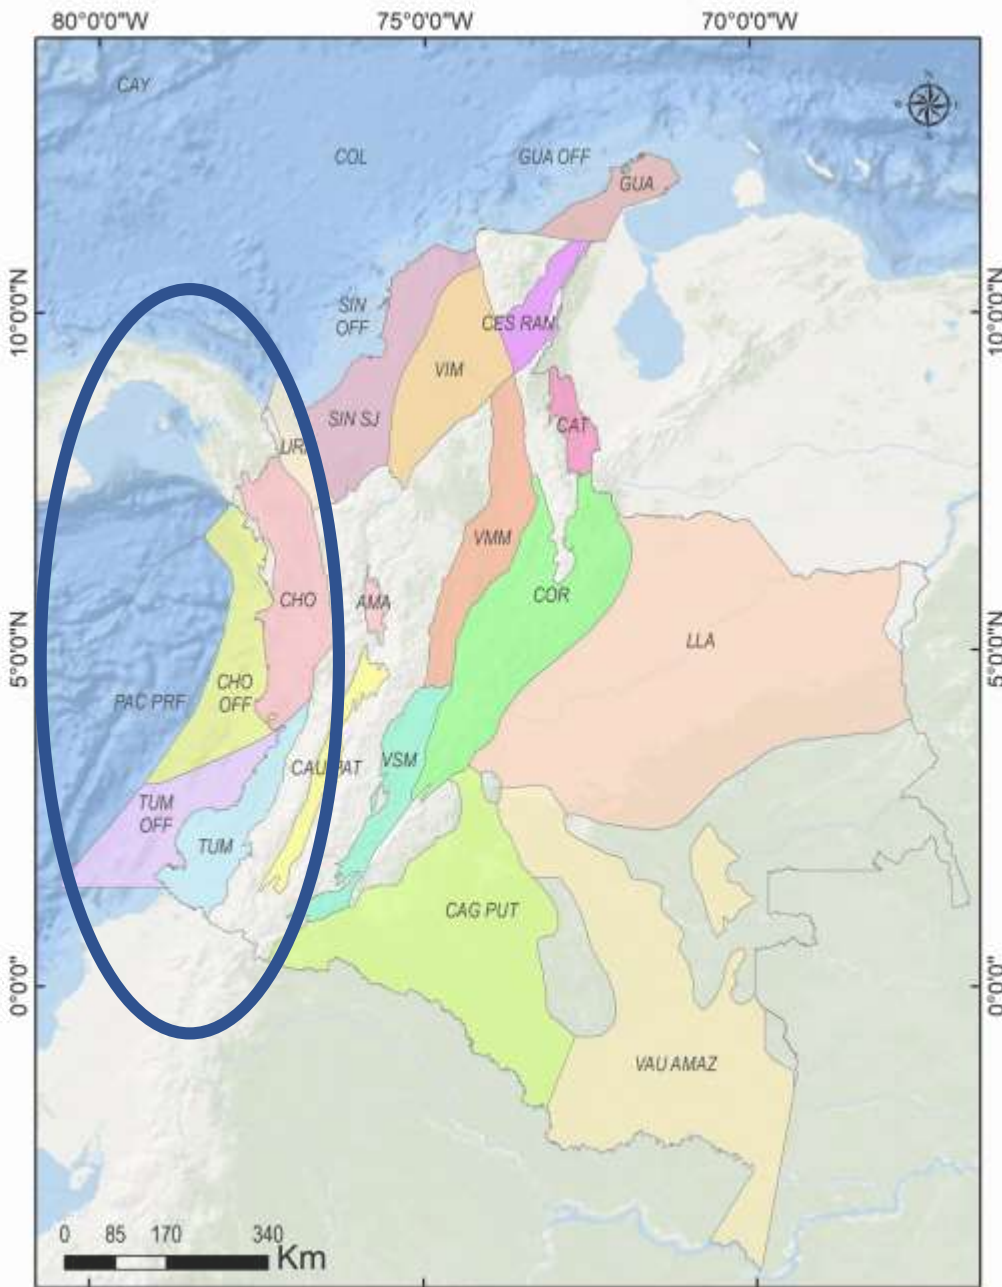 80°0'0"W
75°0'0"W
70°0'0"W
CAY
COL
GUA OFF
GUA
10°0'0"N
10°0'0"N
SIN
OFF
CES RAN
VIM
SIN SJ
CAT
VMM
CHO
AMA
COR
LLA
5°0'0"N
5°0'0"N
CHO
OFF
PAC PRF
CAU PAT
VSM
TUM
OFF
TUM
CAG PUT
0°0'0"
0°0'0"
VAU AMAZ
0 85 170 340
Km